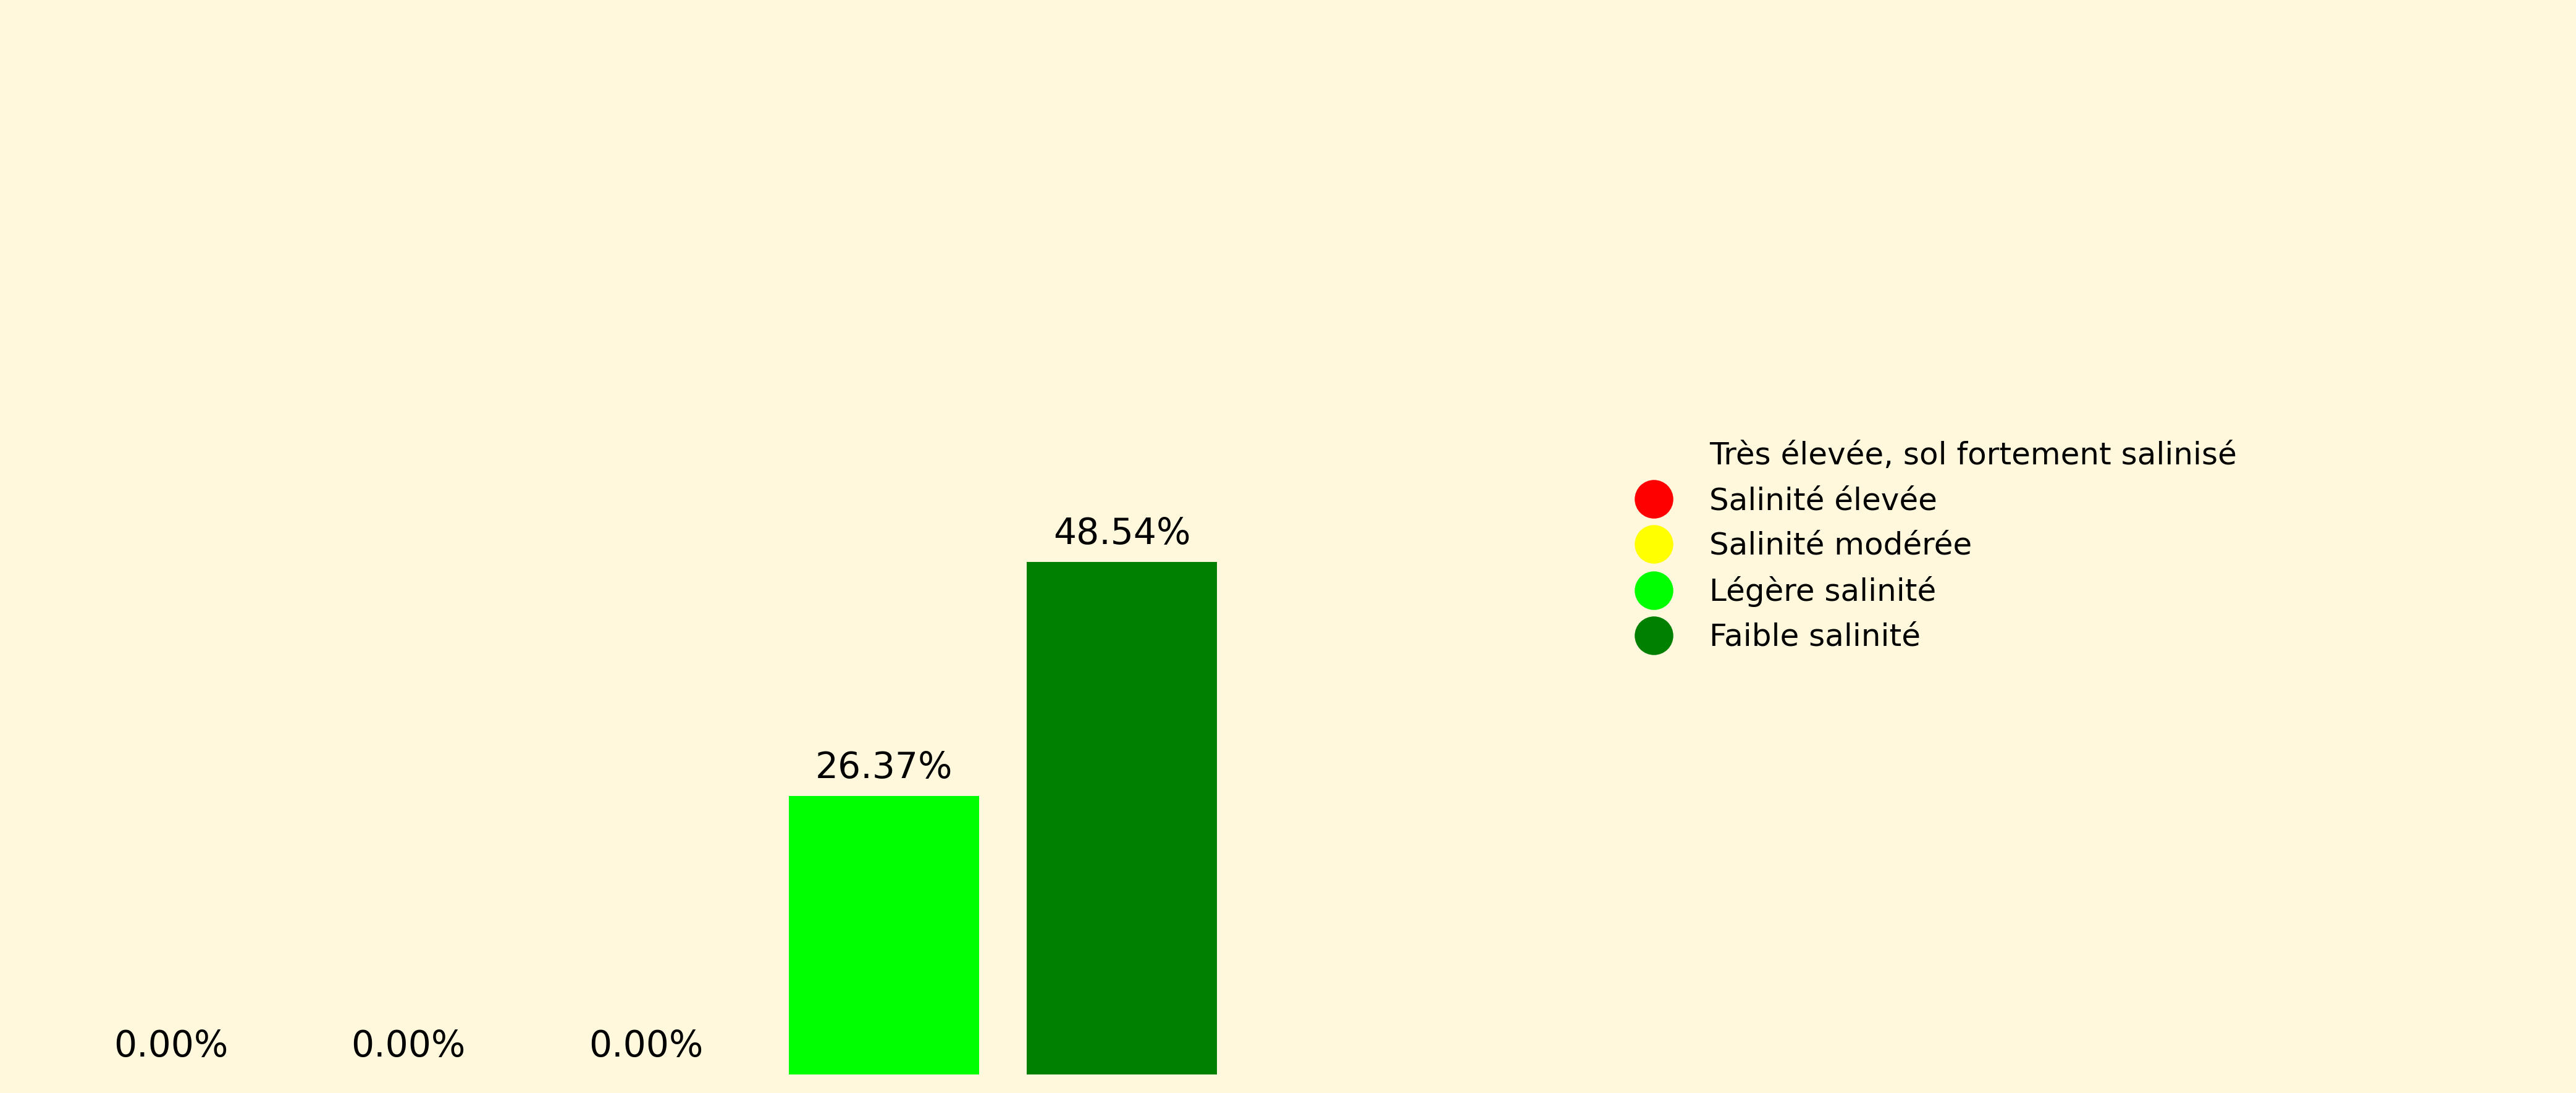 Très élevée, sol fortement salinisé
Salinité élevée
Salinité modérée
Légère salinité
Faible salinité
48.54%
26.37%
0.00%
0.00%
0.00%